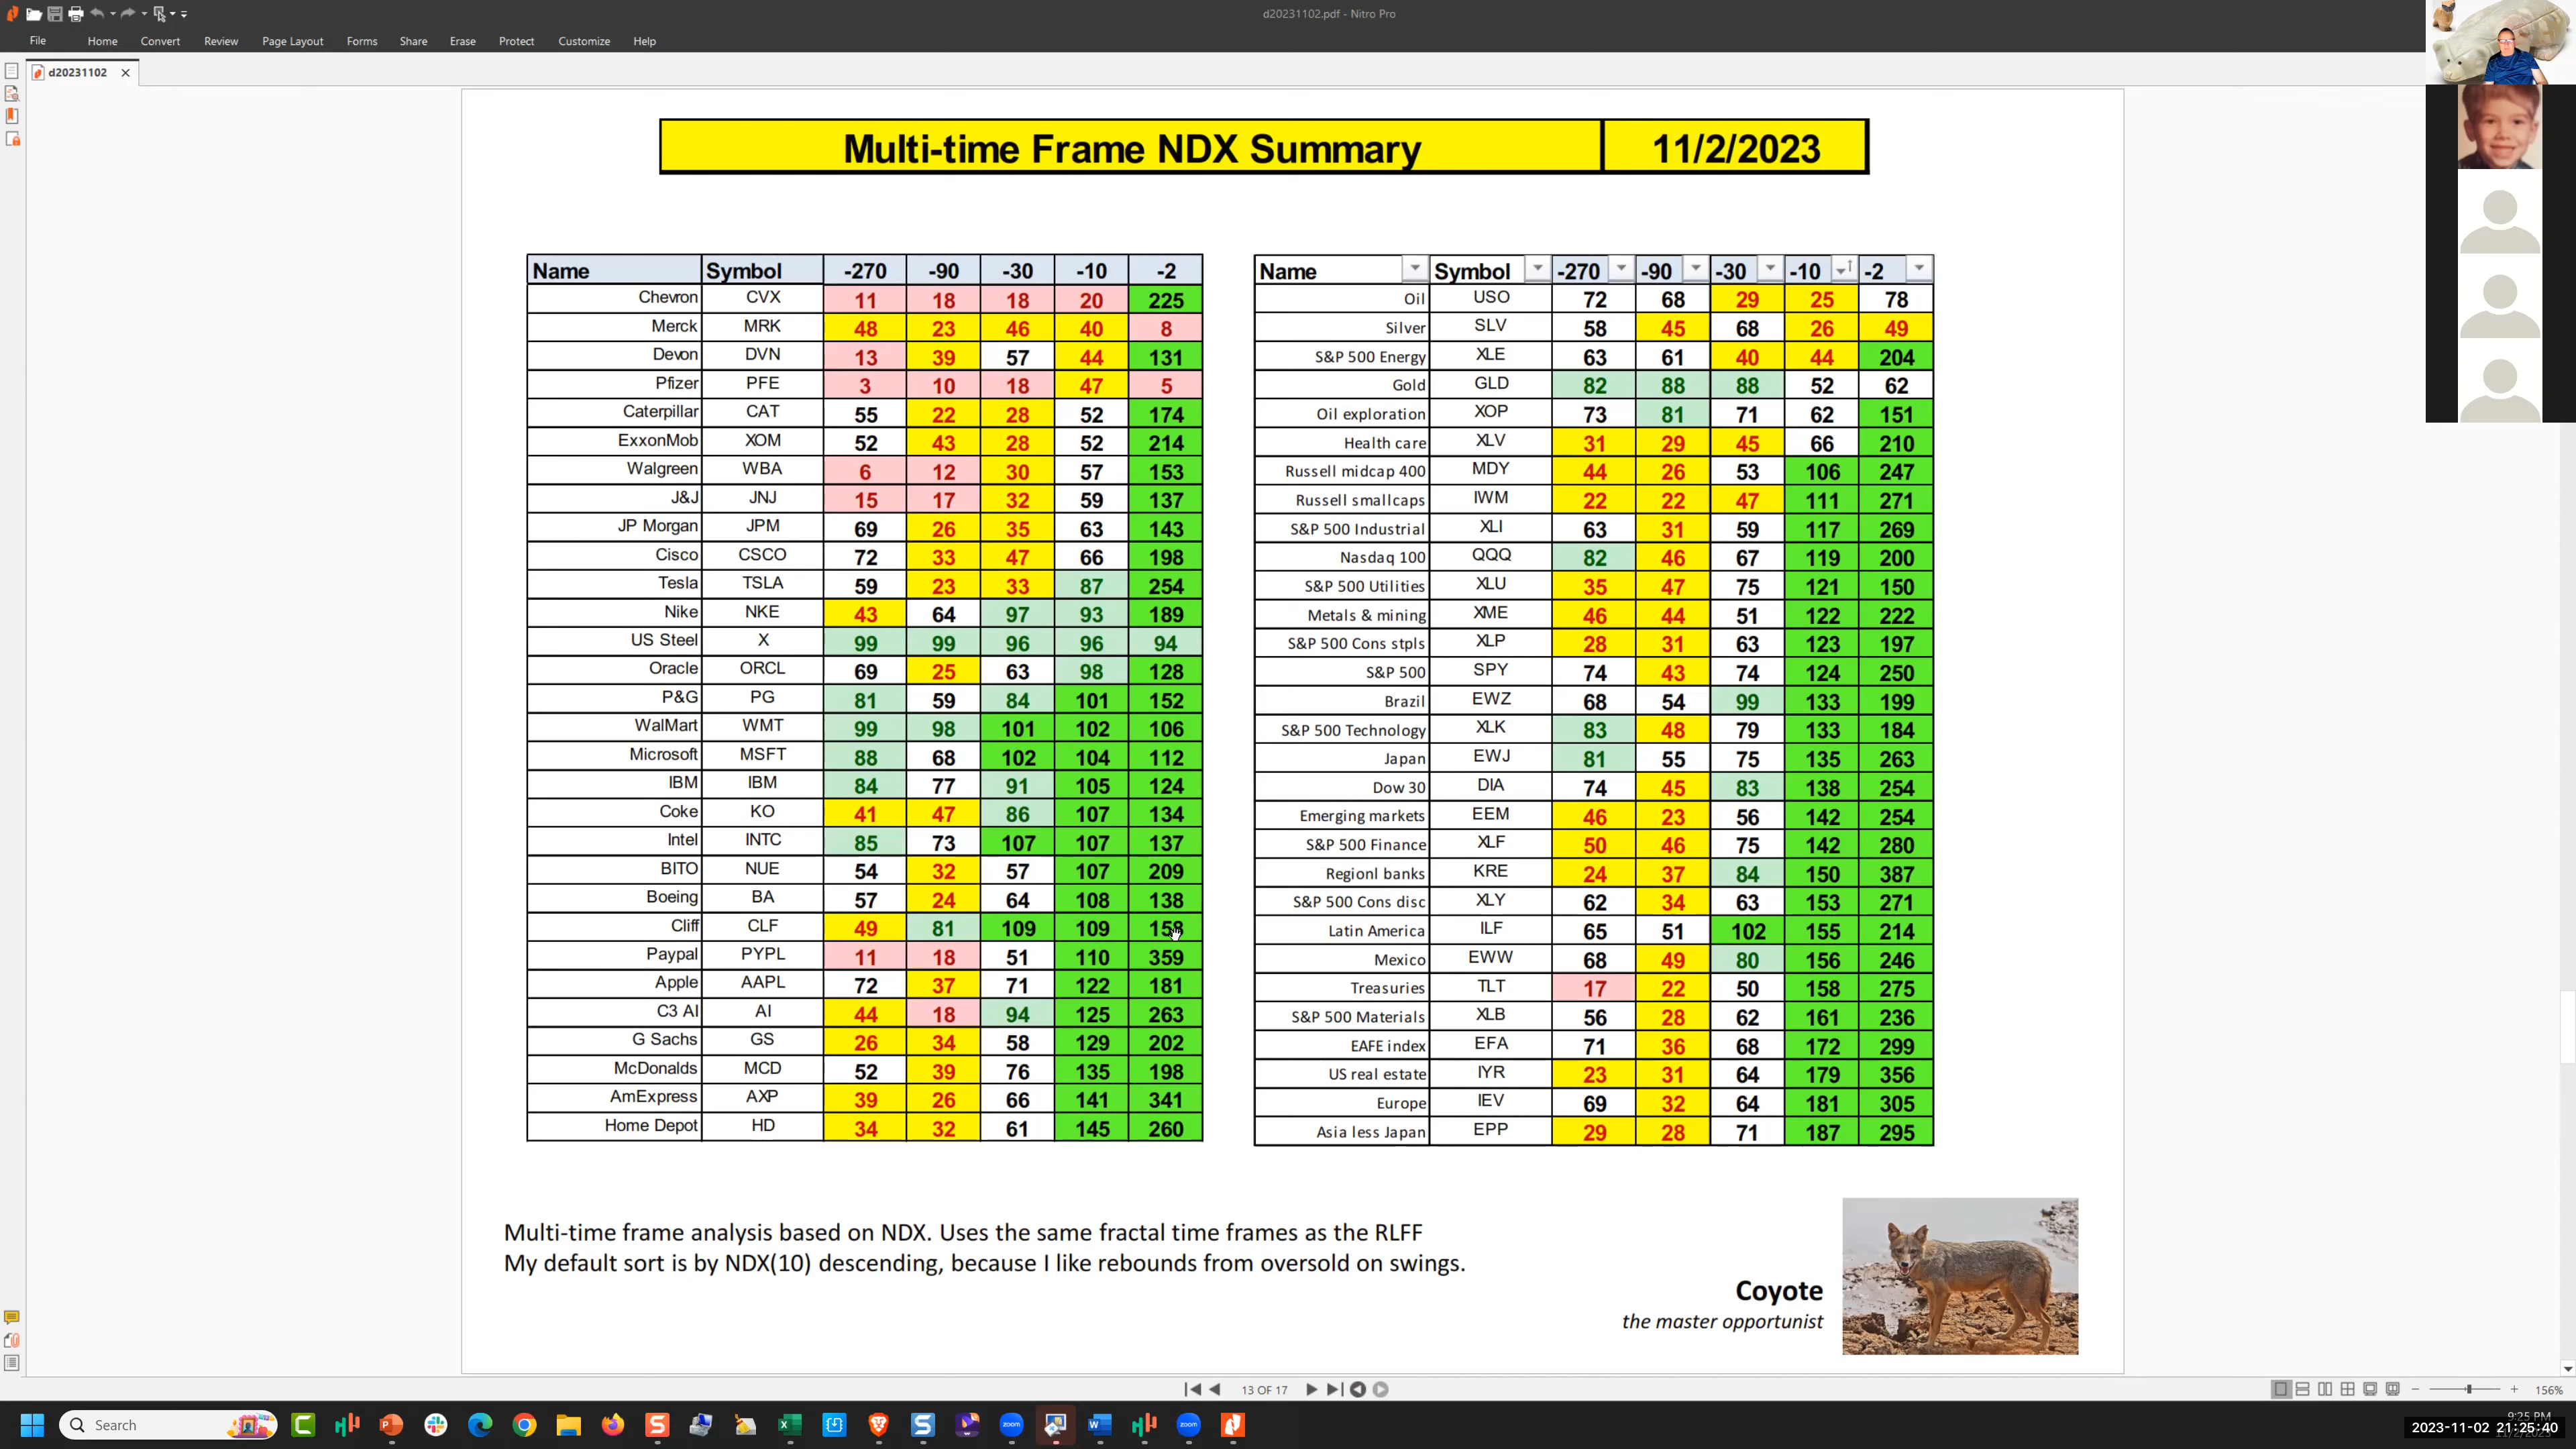 d20231102.pdf - Nitro Pro
File Home Convert Review Page Layout Forms Share Erase Protect Customize Help
d20231102
Multi-time Frame NDX Summary 11/2/2023
Name Symbol -270 -90 -30 -10 -2
Chevron CVX 11 18 18 20 225
Merck MRK 48 23 46 40 8
Devon DVN 13 39 57 44 131
Pfizer PFE 3 10 18 47 5
Caterpillar CAT 55 22 28 52 174
ExxonMob XOM 52 43 28 52 214
Walgreen WBA 6 12 30 57 153
J&J JNJ 15 17 32 59 137
JP Morgan JPM 69 26 35 63 143
Cisco CSCO 72 33 47 66 198
Tesla TSLA 59 23 33 87 254
Nike NKE 43 64 97 93 189
US Steel X 99 99 96 96 94
Oracle ORCL 69 25 63 98 128
P&G PG 81 59 84 101 152
WalMart WMT 99 98 101 102 106
Microsoft MSFT 88 68 102 104 112
IBM IBM 84 77 91 105 124
Coke KO 41 47 86 107 134
Intel INTC 85 73 107 107 137
BITO NUE 54 32 57 107 209
Boeing BA 57 24 64 108 138
Cliff CLF 49 81 109 109 158
Paypal PYPL 11 18 51 110 359
Apple AAPL 72 37 71 122 181
C3 AI AI 44 18 94 125 263
G Sachs GS 26 34 58 129 202
McDonalds MCD 52 39 76 135 198
AmExpress AXP 39 26 66 141 341
Home Depot HD 34 32 61 145 260
Name Symbol -270 -90 -30 -10 -2
Oil USO 72 68 29 25 78
Silver SLV 58 45 68 26 49
S&P 500 Energy XLE 63 61 40 44 204
Gold GLD 82 88 88 52 62
Oil exploration XOP 73 81 71 62 151
Health care XLV 31 29 45 66 210
Russell midcap 400 MDY 44 26 53 106 247
Russell smallcaps IWM 22 22 47 111 271
S&P 500 Industrial XLI 63 31 59 117 269
Nasdaq 100 QQQ 82 46 67 119 200
S&P 500 Utilities XLU 35 47 75 121 150
Metals & mining XME 46 44 51 122 222
S&P 500 Cons stpls XLP 28 31 63 123 197
S&P 500 SPY 74 43 74 124 250
Brazil EWZ 68 54 99 133 199
S&P 500 Technology XLK 83 48 79 133 184
Japan EWJ 81 55 75 135 263
Dow 30 DIA 74 45 83 138 254
Emerging markets EEM 46 23 56 142 254
S&P 500 Finance XLF 50 46 75 142 280
Regionl banks KRE 24 37 84 150 387
S&P 500 Cons disc XLY 62 34 63 153 271
Latin America ILF 65 51 102 155 214
Mexico EWW 68 49 80 156 246
Treasuries TLT 17 22 50 158 275
S&P 500 Materials XLB 56 28 62 161 236
EAFE index EFA 71 36 68 172 299
US real estate IYR 23 31 64 179 356
Europe IEV 69 32 64 181 305
Asia less Japan EPP 29 28 71 187 295
Multi-time frame analysis based on NDX. Uses the same fractal time frames as the RLFF
My default sort is by NDX(10) descending, because I like rebounds from oversold on swings.
Coyote
the master opportunist
13 OF 17
156%
Search
9:25 PM
2023-11-02 21:25:40